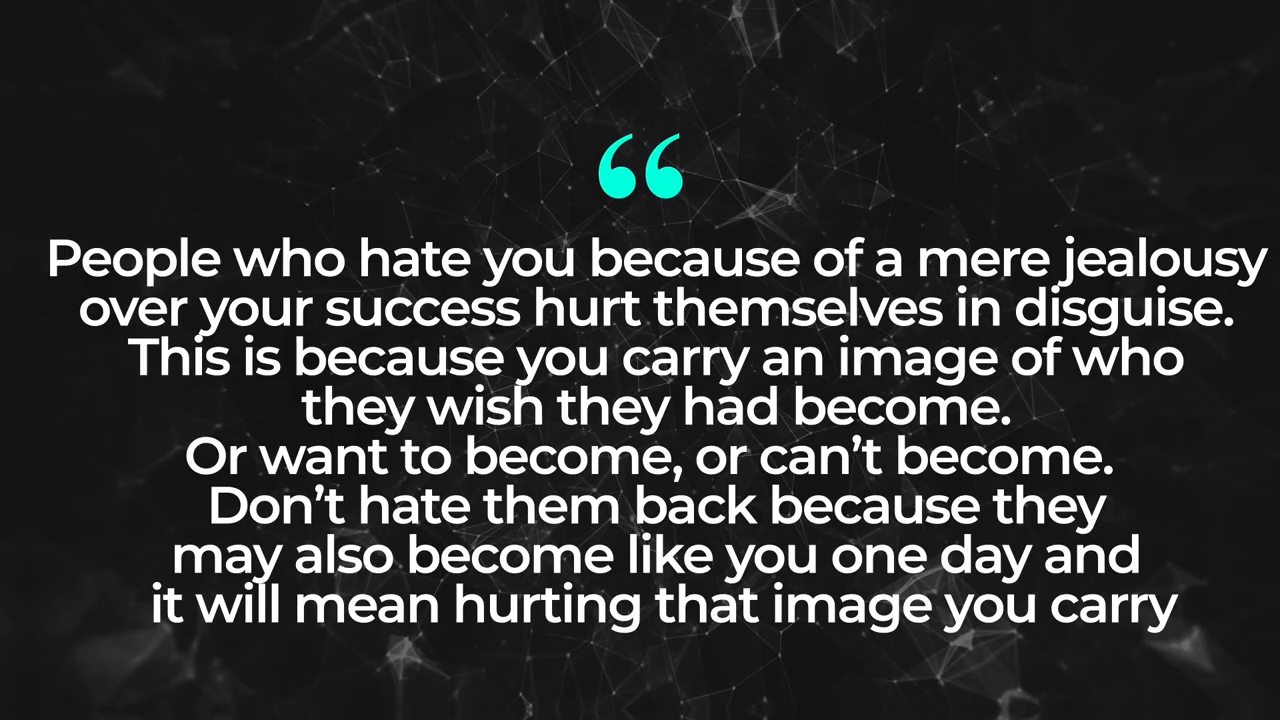 “
People who hate you because of a mere jealousy
over your success hurt themselves in disguise.
This is because you carry an image of who
they wish they had become.
Or want to become, or can’t become.
Don’t hate them back because they
may also become like you one day and
it will mean hurting that image you carry